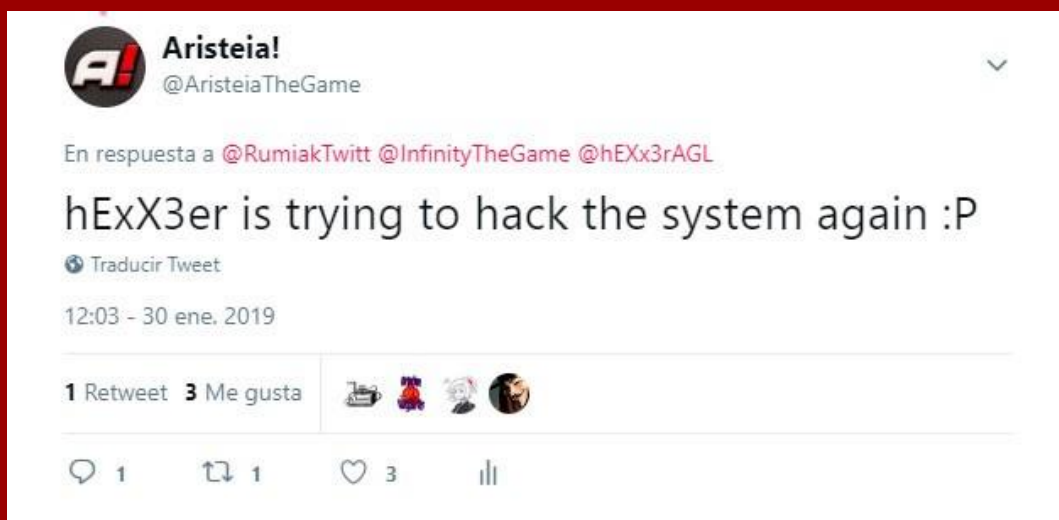 A!
Aristeia!
@AristeiaTheGame
En respuesta a @RumiakTwitt @InfinityTheGame @hEXx3rAGL
hExX3er is trying to hack the system again :P
Traducir Tweet
12:03 - 30 ene. 2019
1 Retweet 3 Me gusta
1 1 3